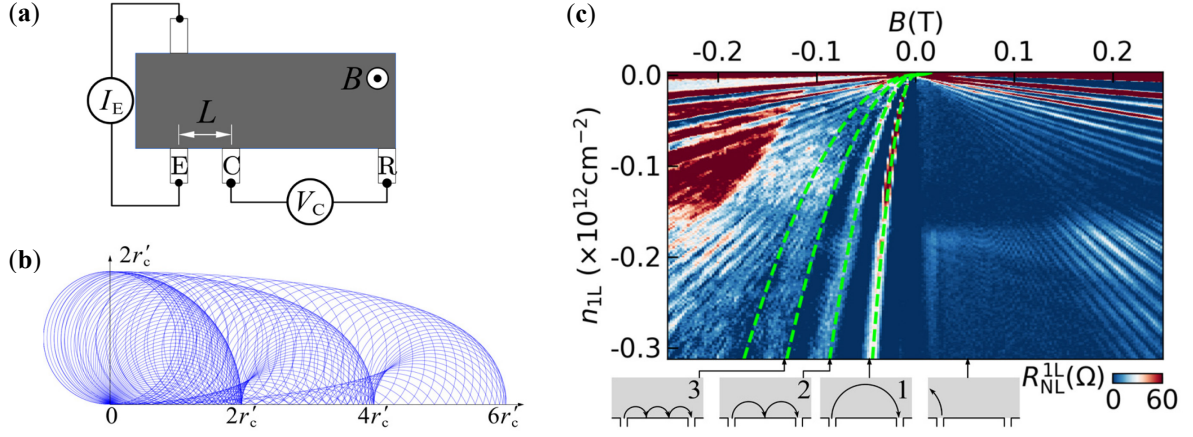 (a)
I_E
B
L
E
C
R
V_C
(b)
2r′_c
0
2r′_c
4r′_c
6r′_c
(c)
B(T)
-0.2
-0.1
0.0
0.1
0.2
0.0
-0.1
-0.2
-0.3
n_1L (×10^12 cm^-2)
3
2
1
R_NL^1L(Ω)
0
60